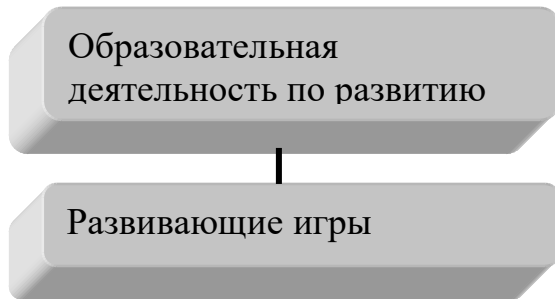 Образовательная
деятельность по развитию
Развивающие игры